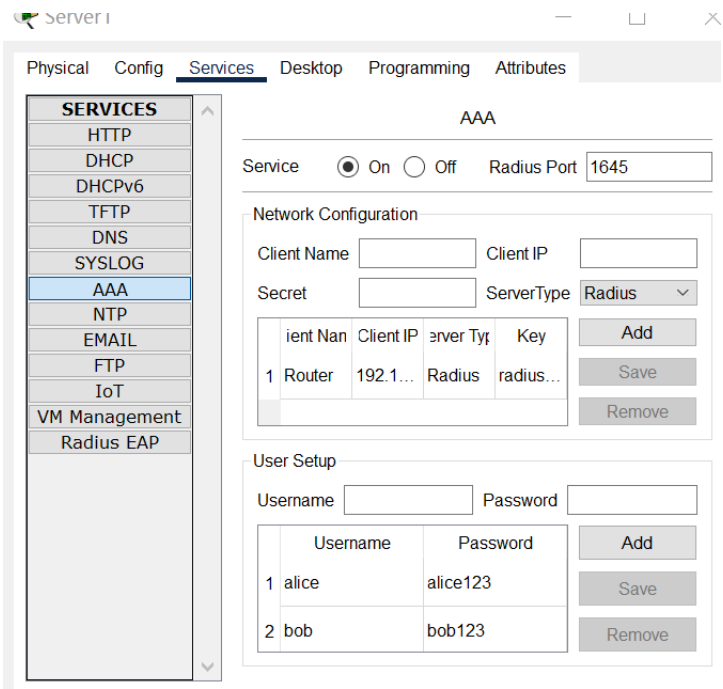 Server1
Physical Config Services Desktop Programming Attributes
SERVICES
HTTP
DHCP
DHCPv6
TFTP
DNS
SYSLOG
AAA
NTP
EMAIL
FTP
IoT
VM Management
Radius EAP
AAA
Service On Off Radius Port 1645
Network Configuration
Client Name Client IP
Secret ServerType Radius
ient Nan Client IP erver Typ Key
Add
1 Router 192.1... Radius radius...
Save
Remove
User Setup
Username Password
Username Password
Add
1 alice alice123
Save
2 bob bob123
Remove